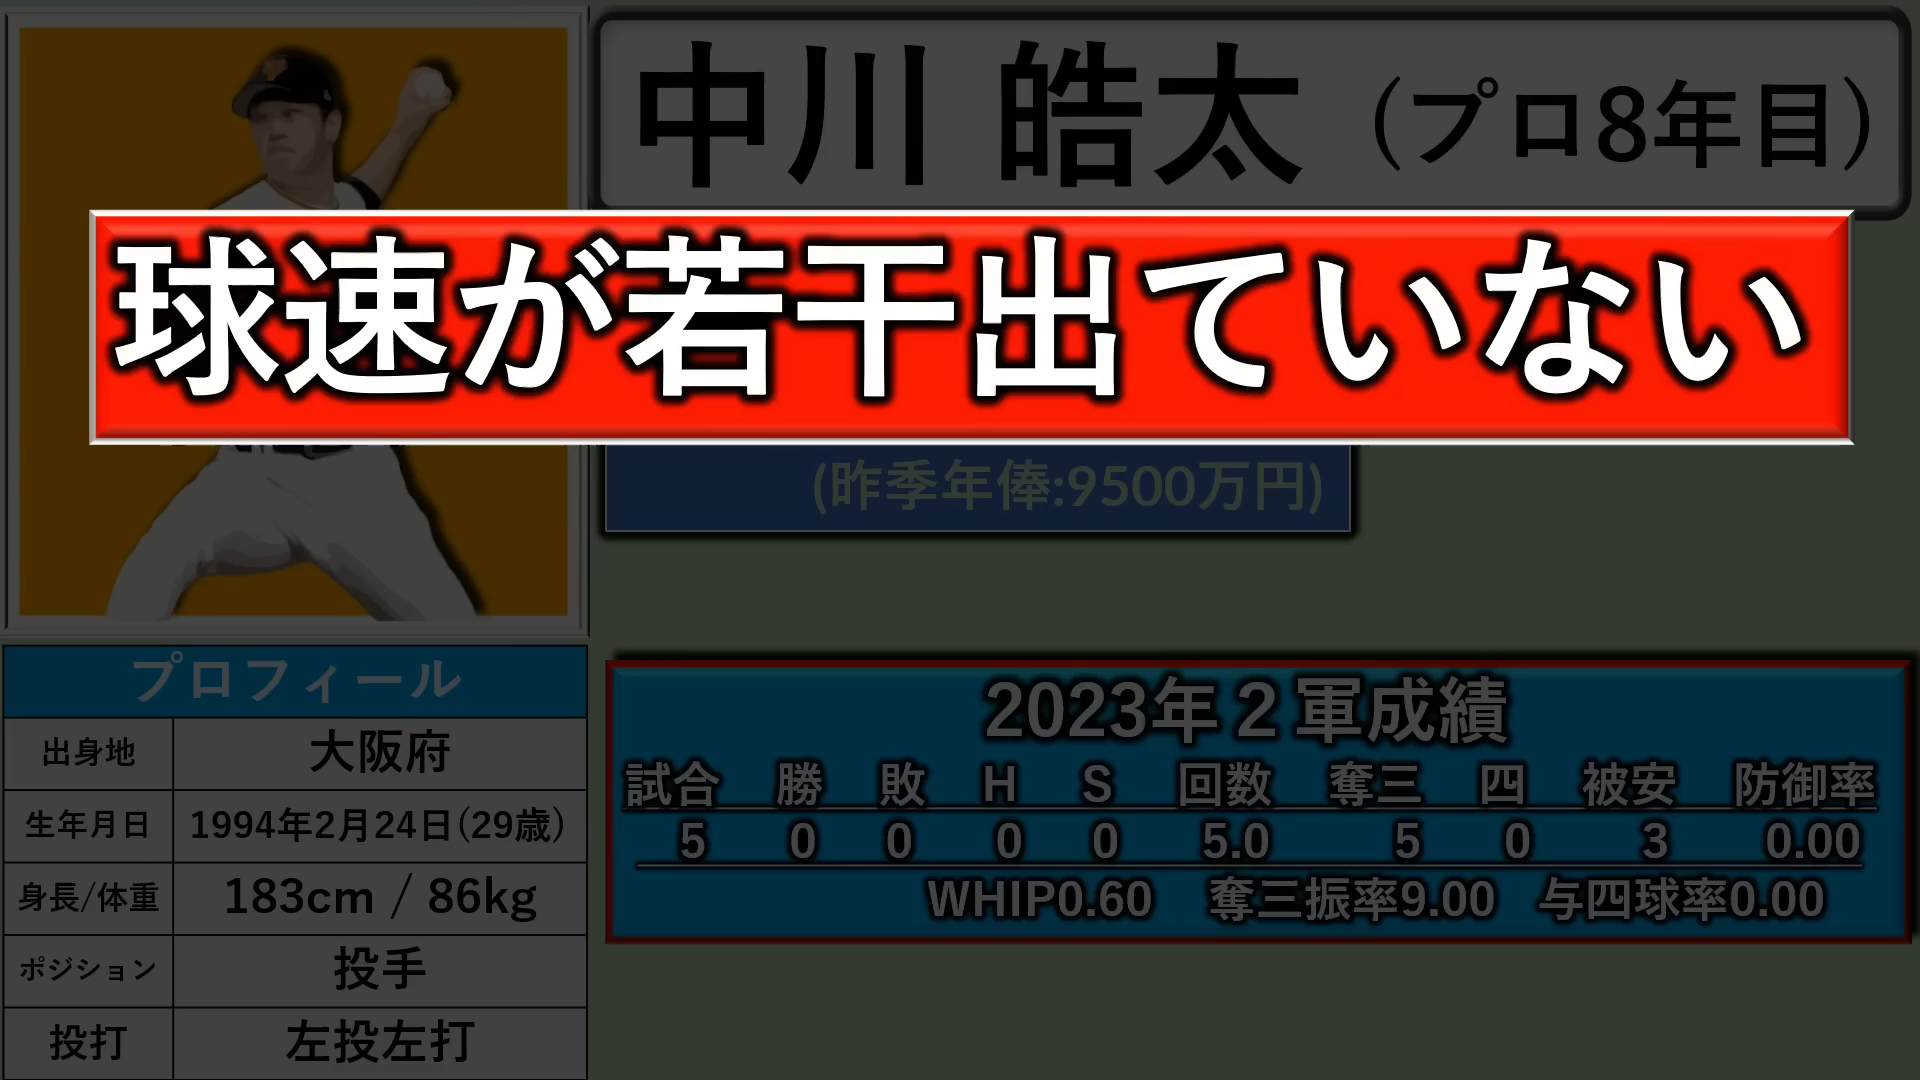 中川 皓太（プロ8年目）
球速が若干出ていない
(昨季年俸:9500万円)
プロフィール
出身地 大阪府
生年月日 1994年2月24日(29歳)
身長/体重 183cm / 86kg
ポジション 投手
投打 左投左打
2023年２軍成績
試合 勝 敗 H S 回数 奪三 四 被安 防御率
5 0 0 0 0 5.0 5 0 3 0.00
WHIP0.60 奪三振率9.00 与四球率0.00